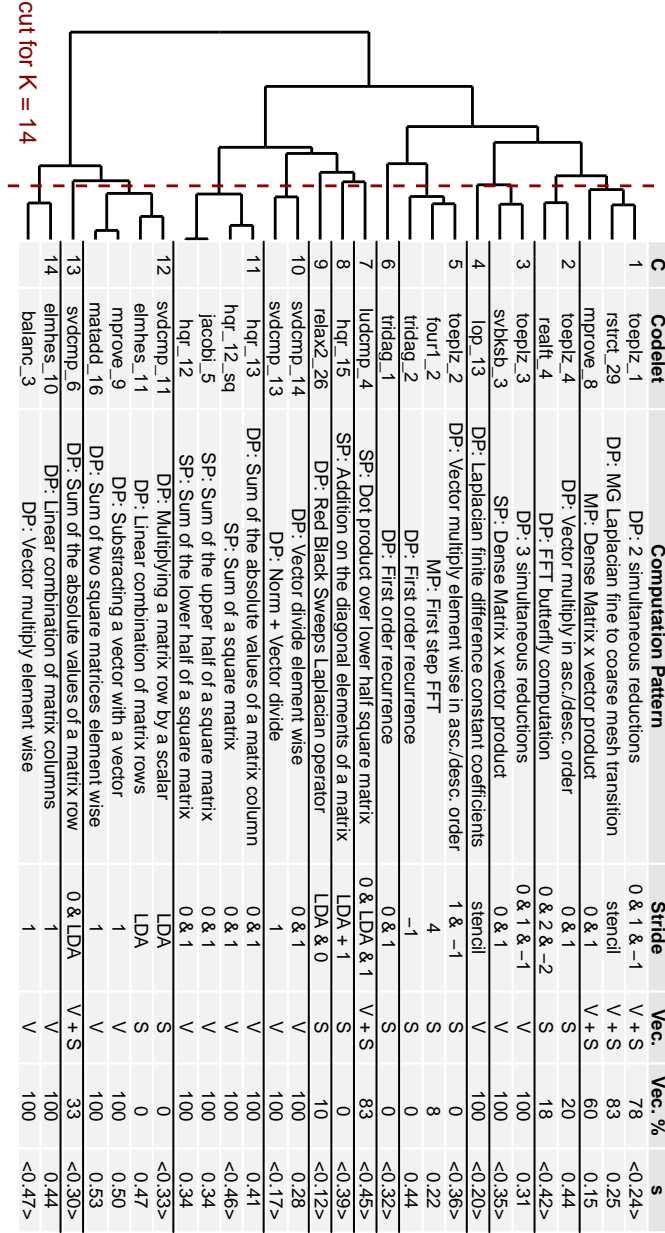 C Codelet Computation Pattern Stride Vec. Vec. % s
1 toeplz_1 DP: 2 simultaneous reductions 0 & 1 & −1 V + S 78 <0.24>
rstrct_29 DP: MG Laplacian fine to coarse mesh transition stencil V + S 83 0.25
mprove_8 MP: Dense Matrix x vector product 0 & 1 V + S 60 0.15
2 toeplz_4 DP: Vector multiply in asc./desc. order 0 & 1 S 20 0.44
realft_4 DP: FFT butterfly computation 0 & 2 & −2 S 18 <0.42>
3 toeplz_3 DP: 3 simultaneous reductions 0 & 1 & −1 V 100 0.31
svbksb_3 SP: Dense Matrix x vector product 0 & 1 V 100 <0.35>
4 lop_13 DP: Laplacian finite difference constant coefficients stencil V 100 <0.20>
5 toeplz_2 DP: Vector multiply element wise in asc./desc. order 1 & −1 S 0 <0.36>
four1_2 MP: First step FFT 4 S 8 0.22
tridag_2 DP: First order recurrence −1 S 0 0.44
6 tridag_1 DP: First order recurrence 0 & 1 S 0 <0.32>
7 ludcmp_4 SP: Dot product over lower half square matrix 0 & LDA & 1 V + S 83 <0.45>
8 hqr_15 SP: Addition on the diagonal elements of a matrix LDA + 1 S 0 <0.39>
9 relax2_26 DP: Red Black Sweeps Laplacian operator LDA & 0 S 10 <0.12>
10 svdcmp_14 DP: Vector divide element wise 0 & 1 V 100 0.28
svdcmp_13 DP: Norm + Vector divide 1 V 100 <0.17>
11 hqr_13 DP: Sum of the absolute values of a matrix column 0 & 1 V 100 0.41
hqr_12_sq SP: Sum of a square matrix 0 & 1 V 100 <0.46>
jacobi_5 SP: Sum of the upper half of a square matrix 0 & 1 V 100 0.34
hqr_12 SP: Sum of the lower half of a square matrix 0 & 1 V 100 0.34
12 svdcmp_11 DP: Multiplying a matrix row by a scalar LDA S 0 <0.33>
elmhes_11 DP: Linear combination of matrix rows LDA S 0 0.47
mprove_9 DP: Substracting a vector with a vector 1 V 100 0.50
matadd_16 DP: Sum of two square matrices element wise 1 V 100 0.53
13 svdcmp_6 DP: Sum of the absolute values of a matrix row 0 & LDA V + S 33 <0.30>
14 elmhes_10 DP: Linear combination of matrix columns 1 V 100 0.44
balanc_3 DP: Vector multiply element wise 1 V 100 <0.47>
cut for K = 14